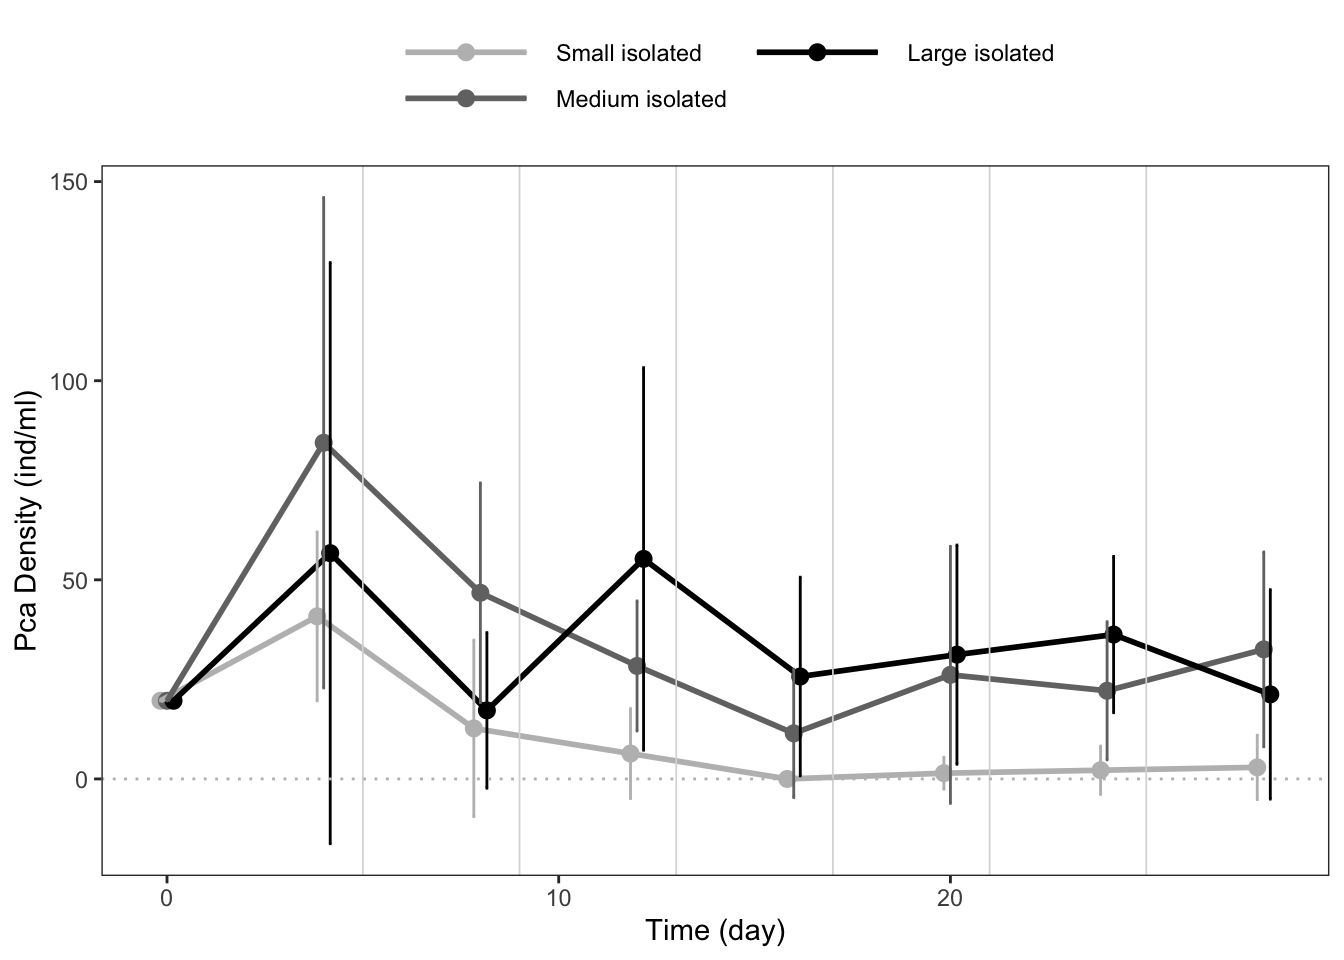 Small isolated
Large isolated
Medium isolated
150
100
50
0
0
10
20
Pca Density (ind/ml)
Time (day)